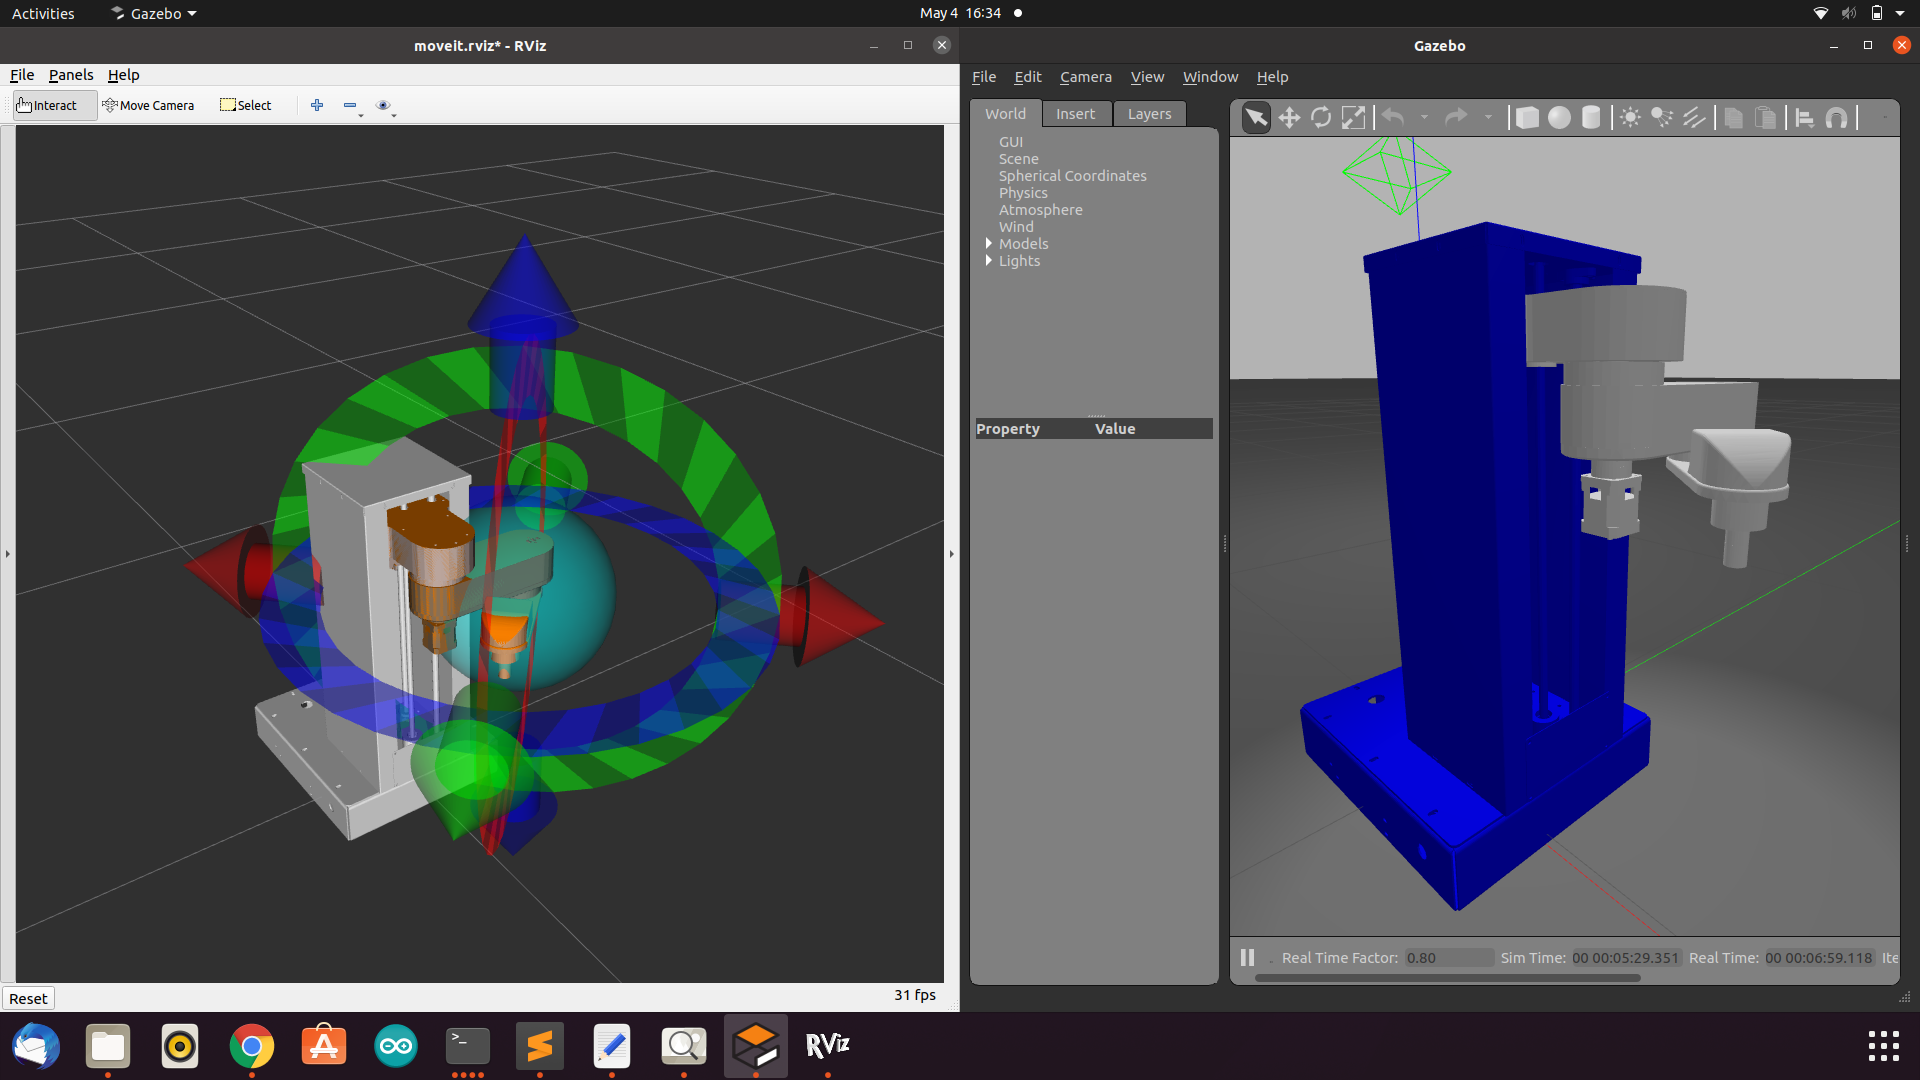 Activities
Gazebo
May 4 16:34
moveit.rviz* - RViz
File Panels Help
Interact
Move Camera
Select
Reset
31 fps
Gazebo
File Edit Camera View Window Help
World Insert Layers
GUI
Scene
Spherical Coordinates
Physics
Atmosphere
Wind
Models
Lights
Property Value
Real Time Factor: 0.80 Sim Time: 00 00:05:29.351 Real Time: 00 00:06:59.118 Ite
>_
RViz